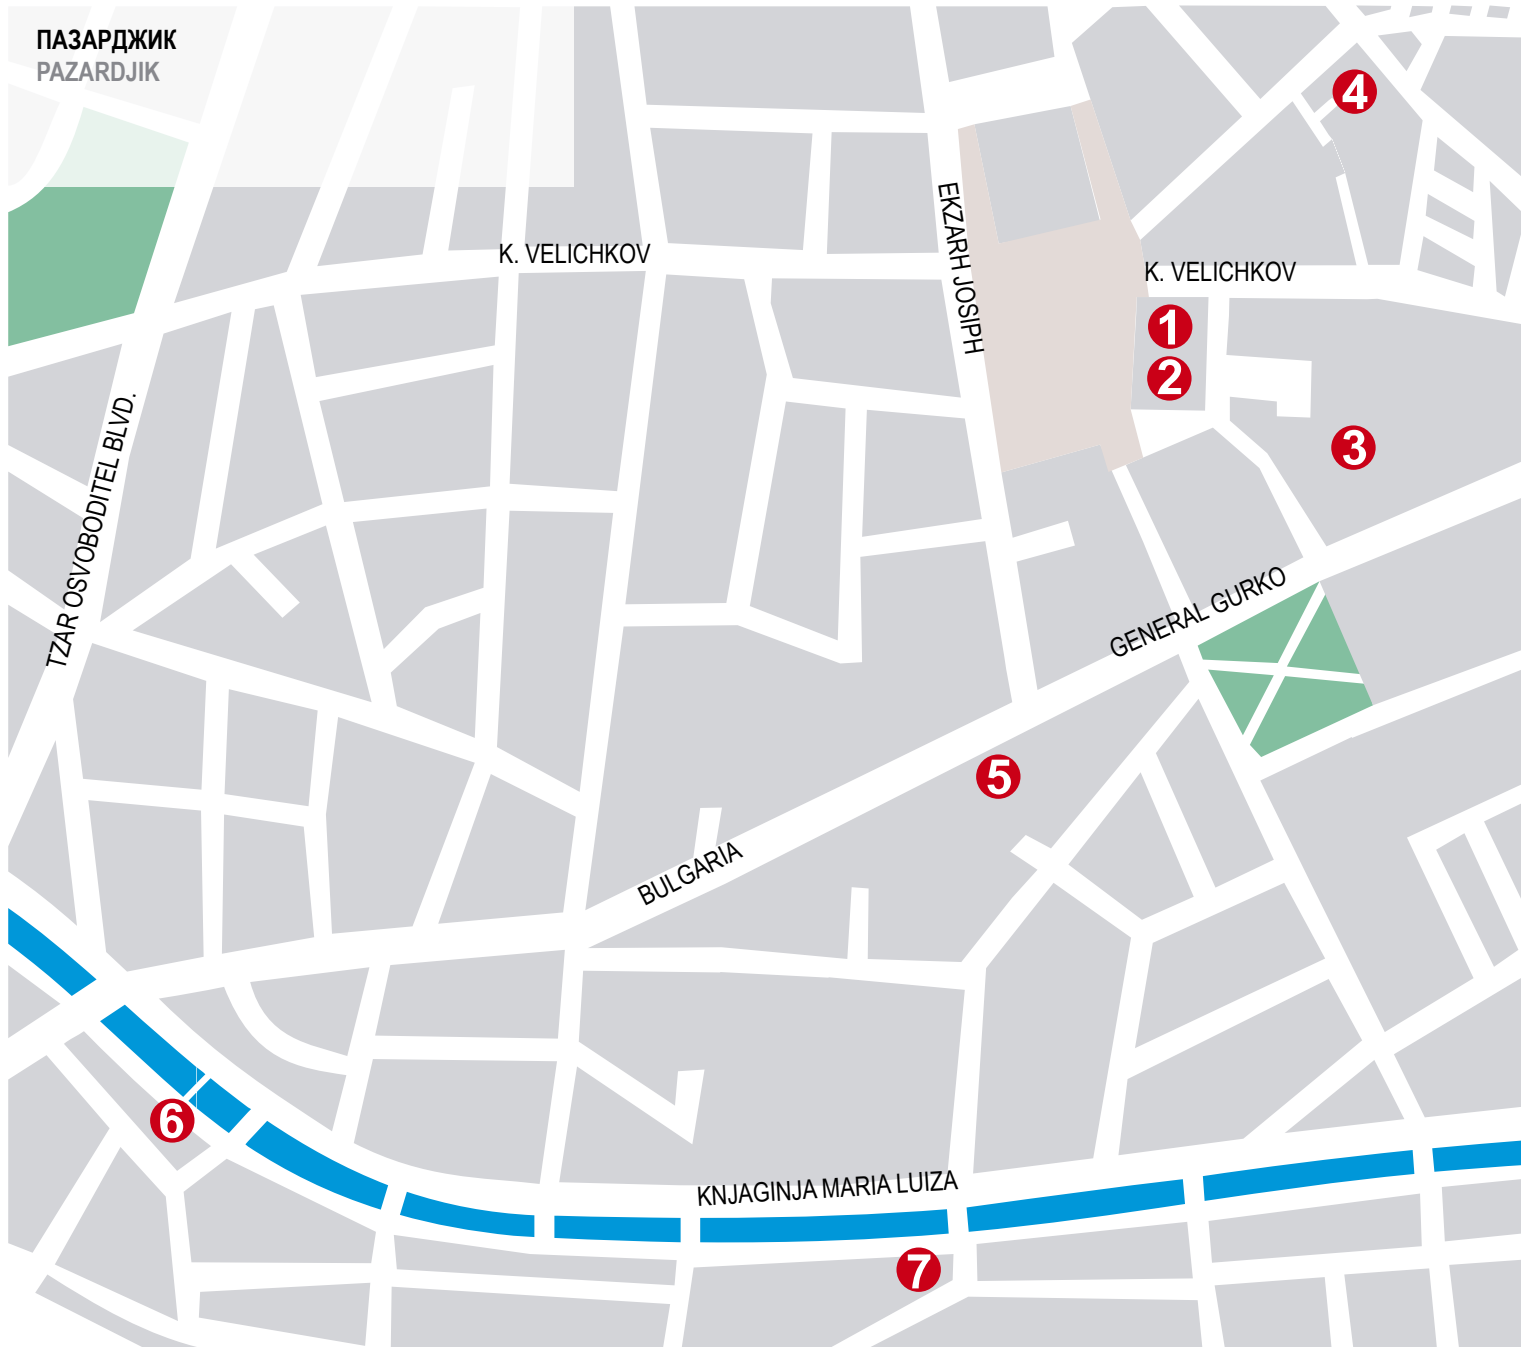 ПАЗАРДЖИК
PAZARDJIK
4
K. VELICHKOV
EKZARH JOSIPH
K. VELICHKOV
1
2
3
TZAR OSVOBODITEL BLVD.
GENERAL GURKO
5
BULGARIA
6
KNJAGINJA MARIA LUIZA
7